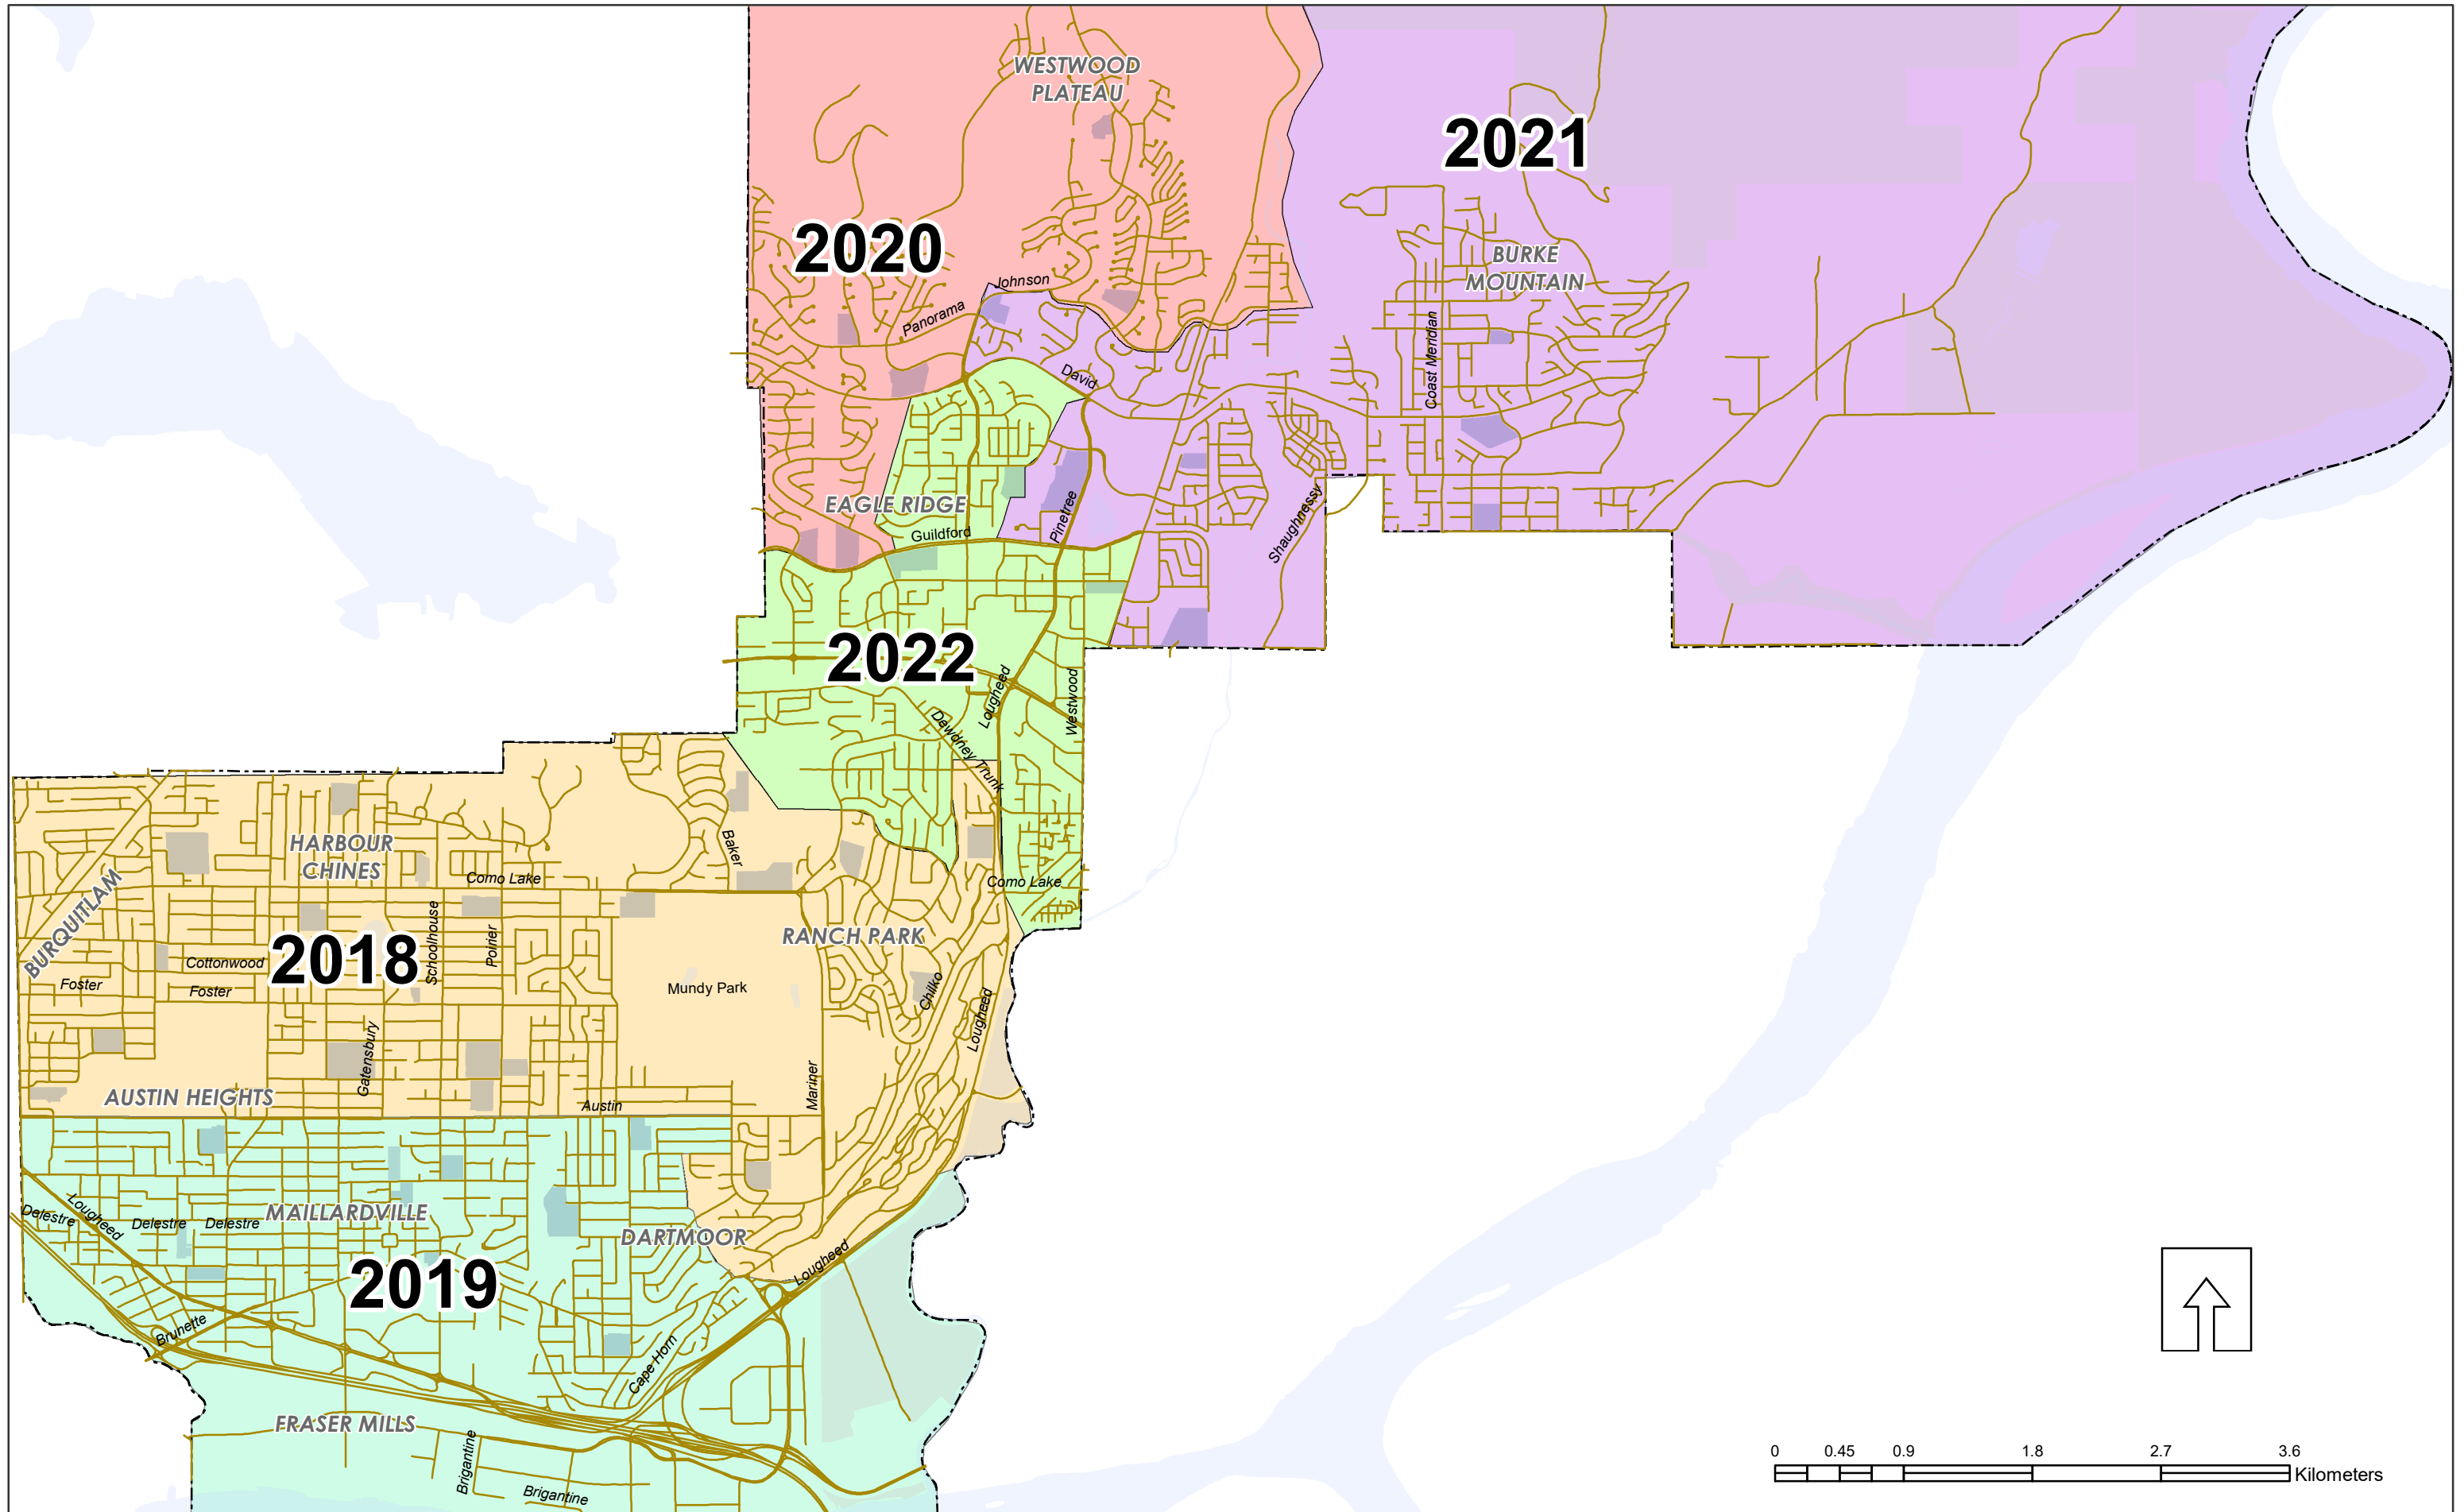 WESTWOOD
PLATEAU
2021
2020
BURKE
MOUNTAIN
Johnson
Panorama
Coast Meridian
David
EAGLE RIDGE
Pinetree
Guildford
Shaughnessy
2022
Lougheed
Westwood
Dewdney Trunk
HARBOUR
CHINES
Baker
Como Lake
Como Lake
BURQUITLAM
Schoolhouse
Poirier
RANCH PARK
2018
Cottonwood
Foster
Foster
Mundy Park
Chilko
Lougheed
Gatensbury
Mariner
AUSTIN HEIGHTS
Austin
Lougheed
Delestre
Delestre
Delestre
MAILLARDVILLE
DARTMOOR
2019
Lougheed
Brunette
Cape Horn
FRASER MILLS
Brigantine
Brigantine
0 0.45 0.9 1.8 2.7 3.6
Kilometers